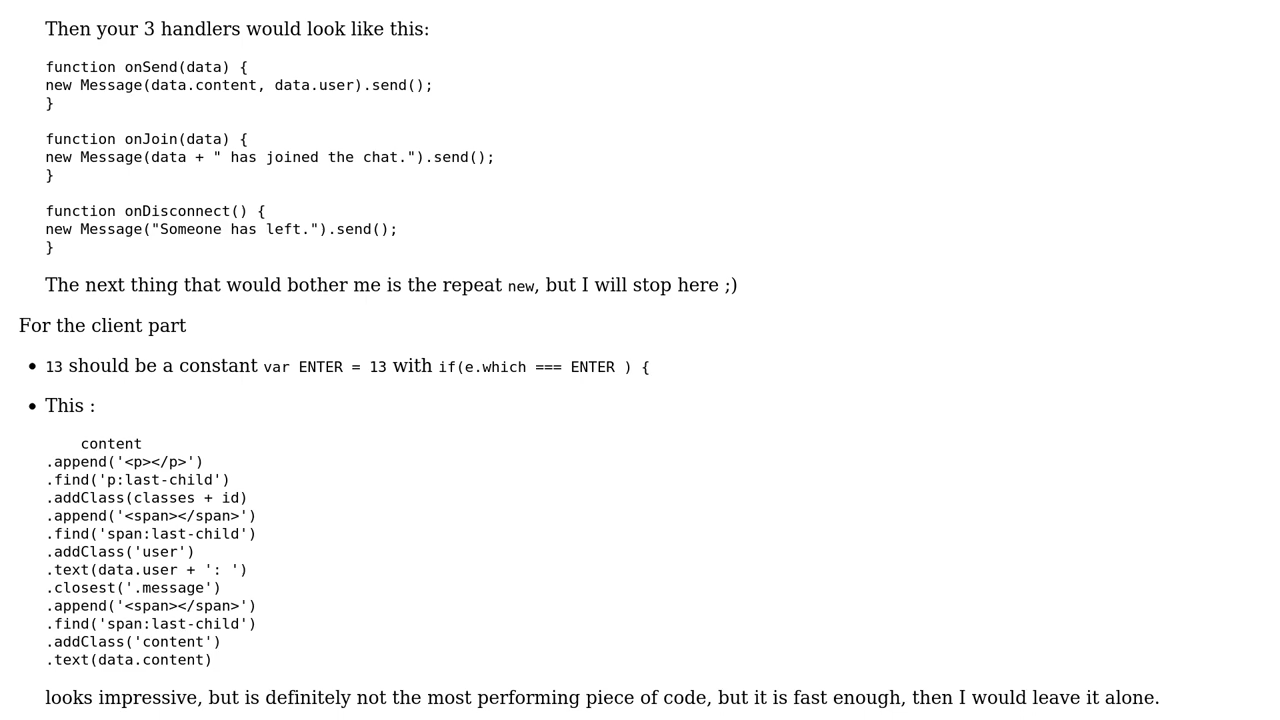 Then your 3 handlers would look like this:
function onSend(data) {
new Message(data.content, data.user).send();
}
function onJoin(data) {
new Message(data + " has joined the chat.").send();
}
function onDisconnect() {
new Message("Someone has left.").send();
}
The next thing that would bother me is the repeat new, but I will stop here ;)
For the client part
• 13 should be a constant var ENTER = 13 with if(e.which === ENTER ) {
• This :
content
.append('<p></p>')
.find('p:last-child')
.addClass(classes + id)
.append('<span></span>')
.find('span:last-child')
.addClass('user')
.text(data.user + ': ')
.closest('.message')
.append('<span></span>')
.find('span:last-child')
.addClass('content')
.text(data.content)
looks impressive, but is definitely not the most performing piece of code, but it is fast enough, then I would leave it alone.